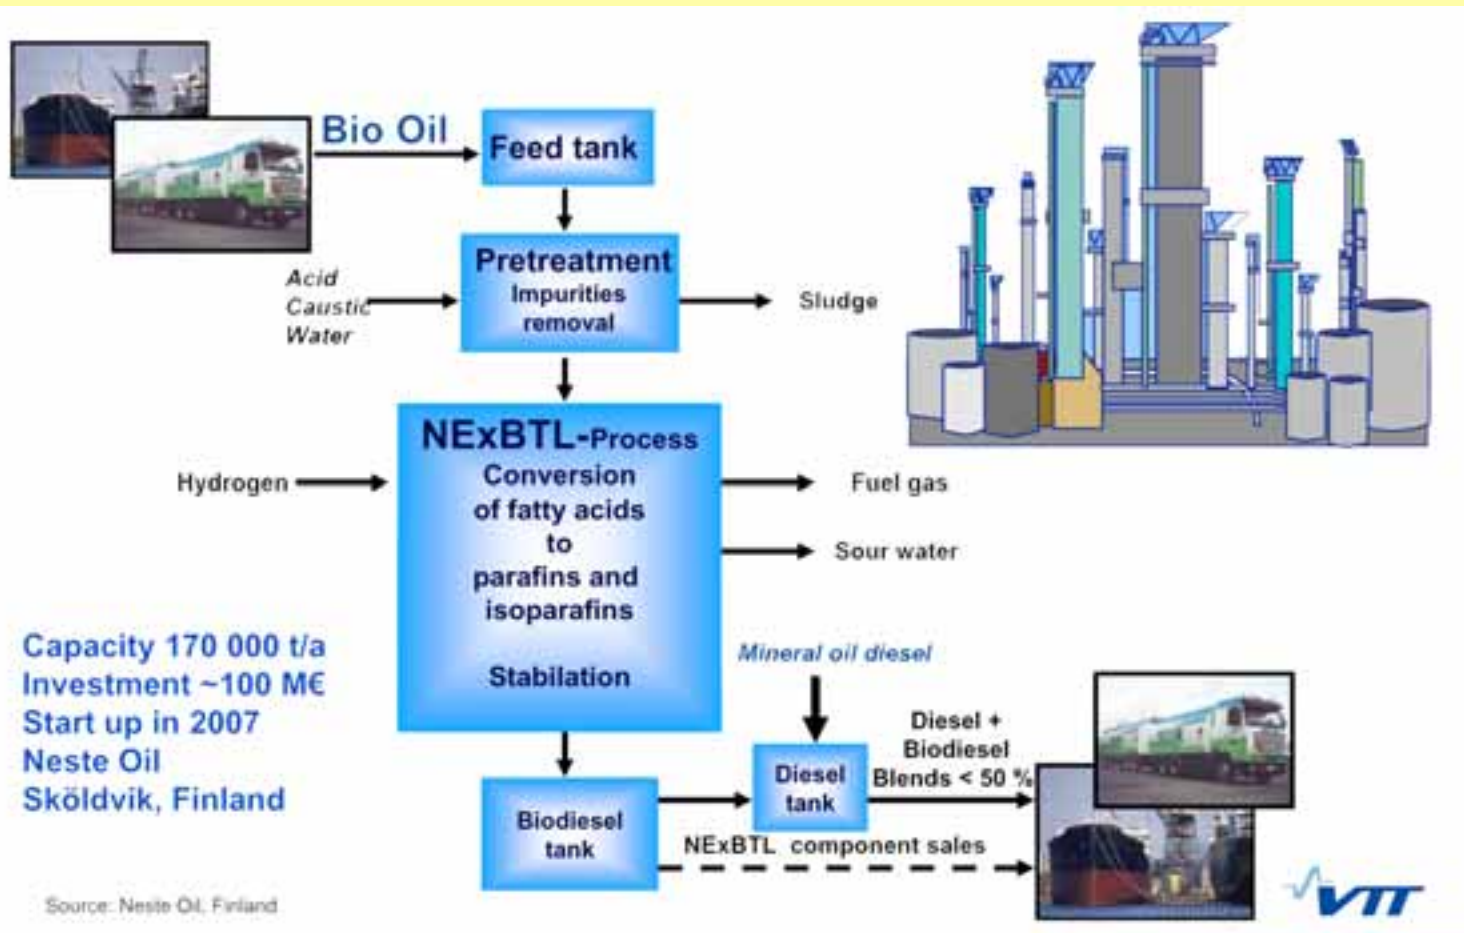 Bio Oil
Feed tank
Acid
Caustic
Water
Pretreatment
Impurities
removal
Sludge
Hydrogen
NExBTL-Process
Conversion
of fatty acids
to
parafins and
isoparafins
Stabilation
Fuel gas
Sour water
Capacity 170 000 t/a
Investment ~100 M€
Start up in 2007
Neste Oil
Sköldvik, Finland
Mineral oil diesel
Biodesel
tank
Diesel
tank
Diesel +
Biodiesel
Blends < 50 %
NExBTL component sales
Source: Neste Oil, Finland
VTT